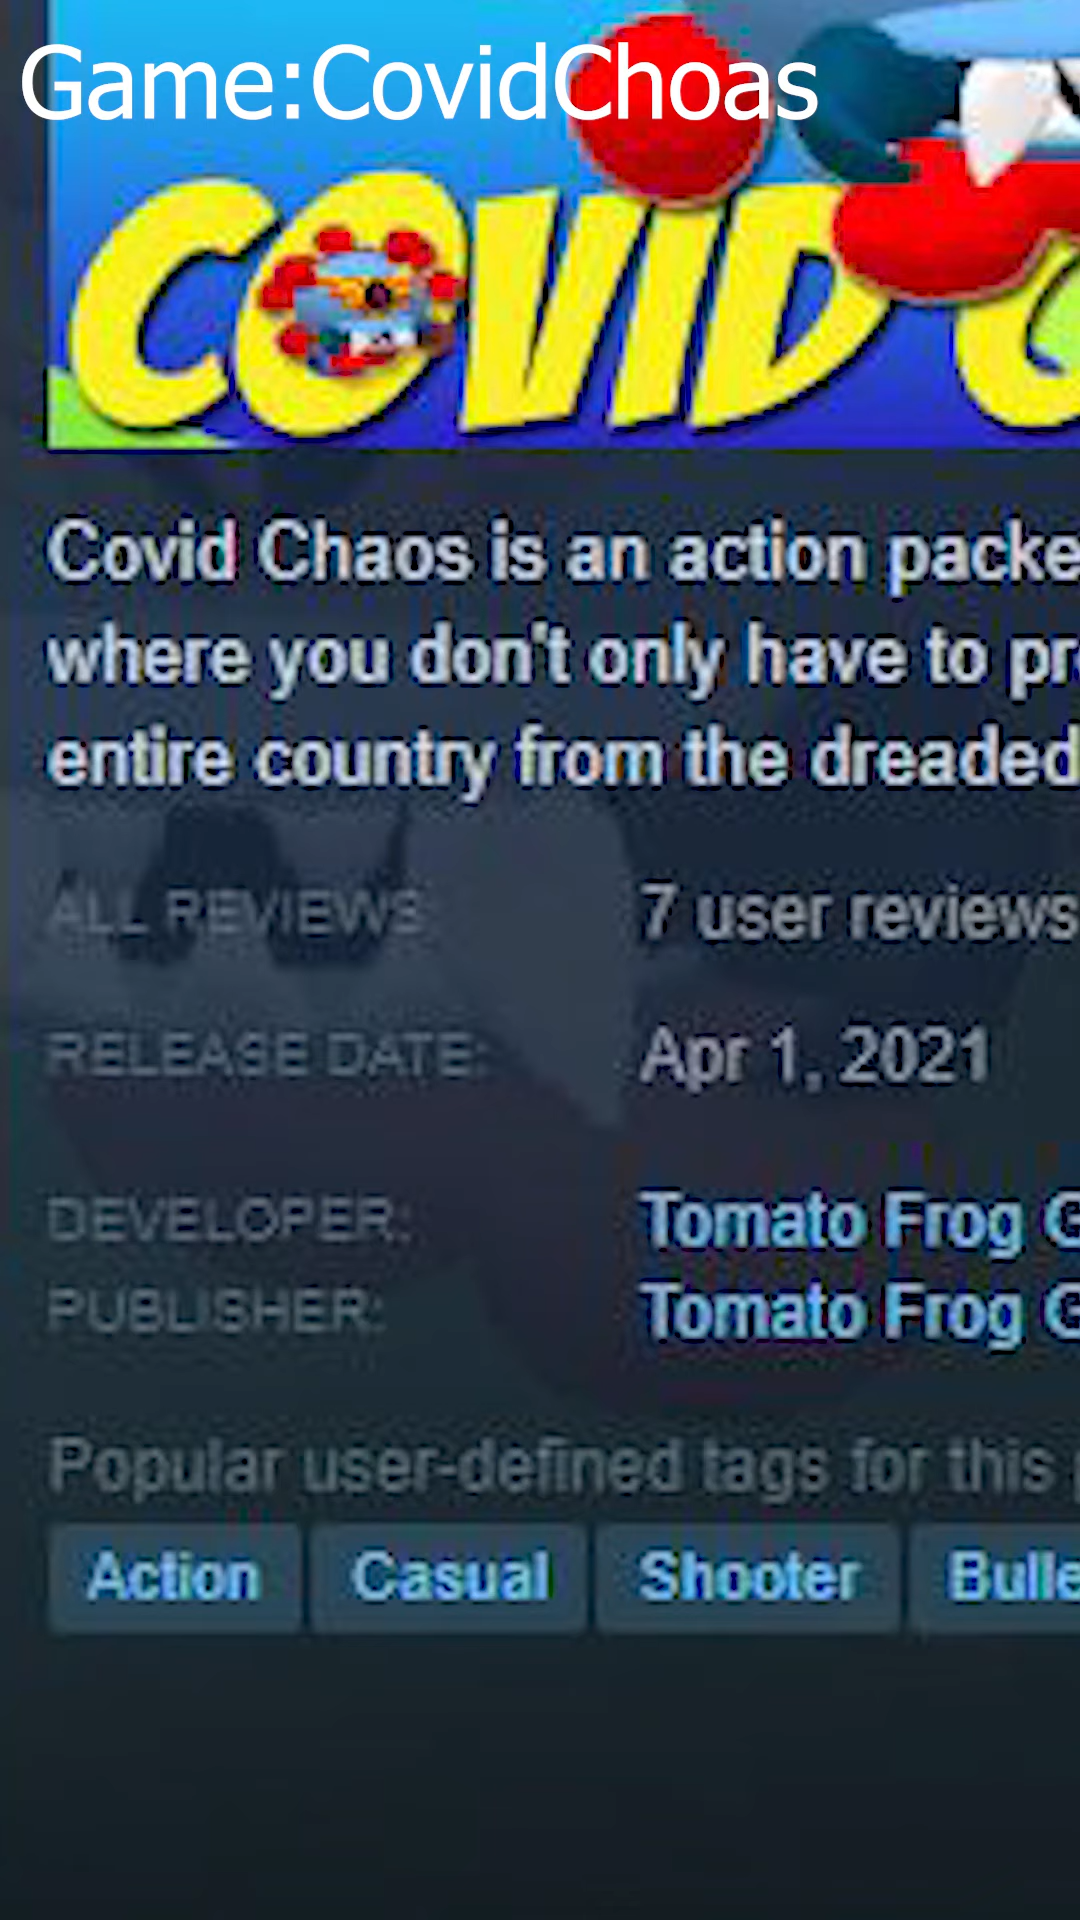 Game:CovidChoas
COVID
Covid Chaos is an action packe
where you don't only have to pr
entire country from the dreaded
ALL REVIEWS
7 user reviews
RELEASE DATE:
Apr 1, 2021
DEVELOPER:
Tomato Frog G
PUBLISHER:
Tomato Frog G
Popular user-defined tags for this
Action Casual Shooter Bulle